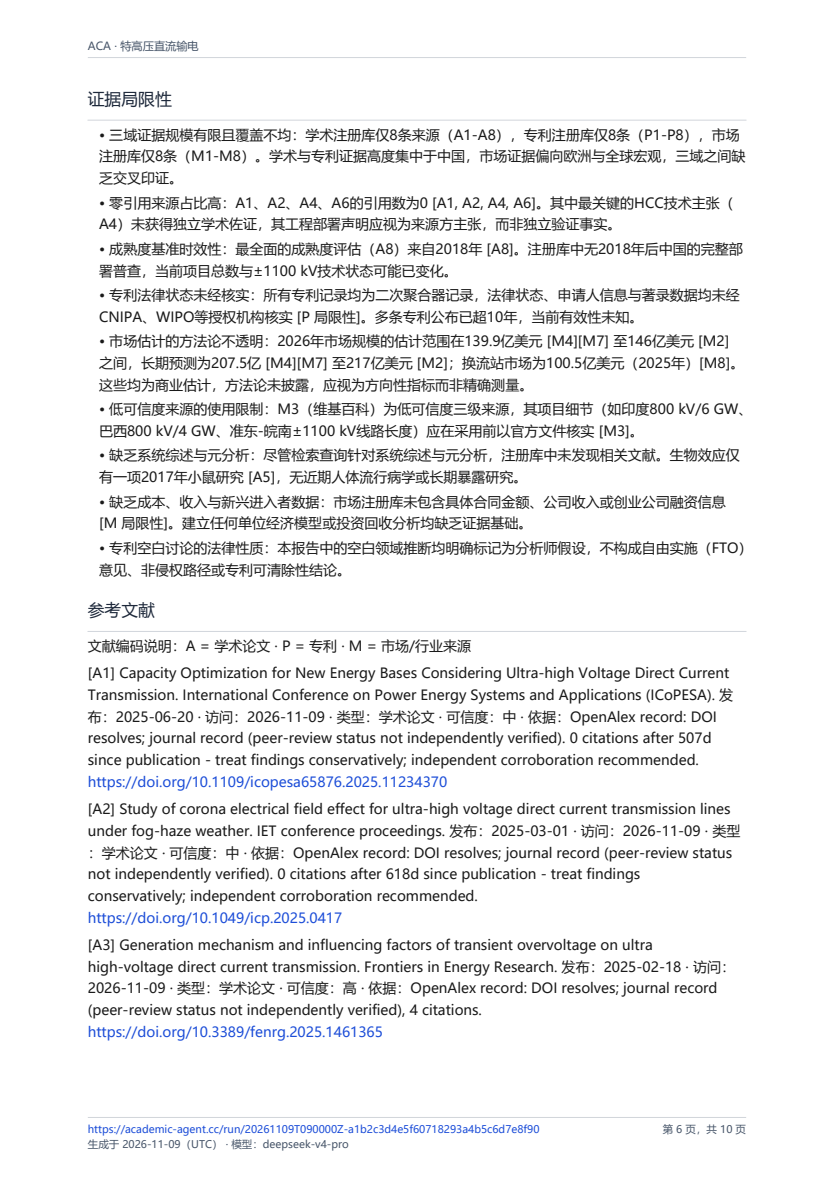 ACA · 特高压直流输电
证据局限性
• 三域证据规模有限且覆盖不均：学术注册库仅8条来源（A1-A8），专利注册库仅8条（P1-P8），市场
注册库仅8条（M1-M8）。学术与专利证据高度集中于中国，市场证据偏向欧洲与全球宏观，三域之间缺
乏交叉印证。
• 零引用来源占比高：A1、A2、A4、A6的引用数为0 [A1, A2, A4, A6]。其中最关键的HCC技术主张（
A4）未获得独立学术佐证，其工程部署声明应视为来源方主张，而非独立验证事实。
• 成熟度基准时效性：最全面的成熟度评估（A8）来自2018年 [A8]。注册库中无2018年后中国的完整部
署普查，当前项目总数与±1100 kV技术状态可能已变化。
• 专利法律状态未经核实：所有专利记录均为二次聚合器记录，法律状态、申请人信息与著录数据均未经
CNIPA、WIPO等授权机构核实 [P 局限性]。多条专利公布已超10年，当前有效性未知。
• 市场估计的方法论不透明：2026年市场规模的估计范围在139.9亿美元 [M4][M7] 至146亿美元 [M2]
之间，长期预测为207.5亿 [M4][M7] 至217亿美元 [M2]；换流站市场为100.5亿美元（2025年）[M8]。
这些均为商业估计，方法论未披露，应视为方向性指标而非精确测量。
• 低可信度来源的使用限制：M3（维基百科）为低可信度三级来源，其项目细节（如印度800 kV/6 GW、
巴西800 kV/4 GW、准东-皖南±1100 kV线路长度）应在采用前以官方文件核实 [M3]。
• 缺乏系统综述与元分析：尽管检索查询针对系统综述与元分析，注册库中未发现相关文献。生物效应仅
有一项2017年小鼠研究 [A5]，无近期人体流行病学或长期暴露研究。
• 缺乏成本、收入与新兴进入者数据：市场注册库未包含具体合同金额、公司收入或创业公司融资信息
[M 局限性]。建立任何单位经济模型或投资回收分析均缺乏证据基础。
• 专利空白讨论的法律性质：本报告中的空白领域推断均明确标记为分析师假设，不构成自由实施（FTO）
意见、非侵权路径或专利可清除性结论。
参考文献
文献编码说明：A = 学术论文 · P = 专利 · M = 市场/行业来源
[A1] Capacity Optimization for New Energy Bases Considering Ultra-high Voltage Direct Current
Transmission. International Conference on Power Energy Systems and Applications (ICoPESA). 发
布：2025-06-20 · 访问：2026-11-09 · 类型：学术论文 · 可信度：中 · 依据：OpenAlex record: DOI
resolves; journal record (peer-review status not independently verified). 0 citations after 507d
since publication - treat findings conservatively; independent corroboration recommended.
https://doi.org/10.1109/icopesa65876.2025.11234370
[A2] Study of corona electrical field effect for ultra-high voltage direct current transmission lines
under fog-haze weather. IET conference proceedings. 发布：2025-03-01 · 访问：2026-11-09 · 类型
：学术论文 · 可信度：中 · 依据：OpenAlex record: DOI resolves; journal record (peer-review status
not independently verified). 0 citations after 618d since publication - treat findings
conservatively; independent corroboration recommended.
https://doi.org/10.1049/icp.2025.0417
[A3] Generation mechanism and influencing factors of transient overvoltage on ultra
high-voltage direct current transmission. Frontiers in Energy Research. 发布：2025-02-18 · 访问：
2026-11-09 · 类型：学术论文 · 可信度：高 · 依据：OpenAlex record: DOI resolves; journal record
(peer-review status not independently verified), 4 citations.
https://doi.org/10.3389/fenrg.2025.1461365
https://academic-agent.cc/run/20261109T090000Z-a1b2c3d4e5f60718293a4b5c6d7e8f90
第 6 页，共 10 页
生成于 2026-11-09（UTC） · 模型：deepseek-v4-pro